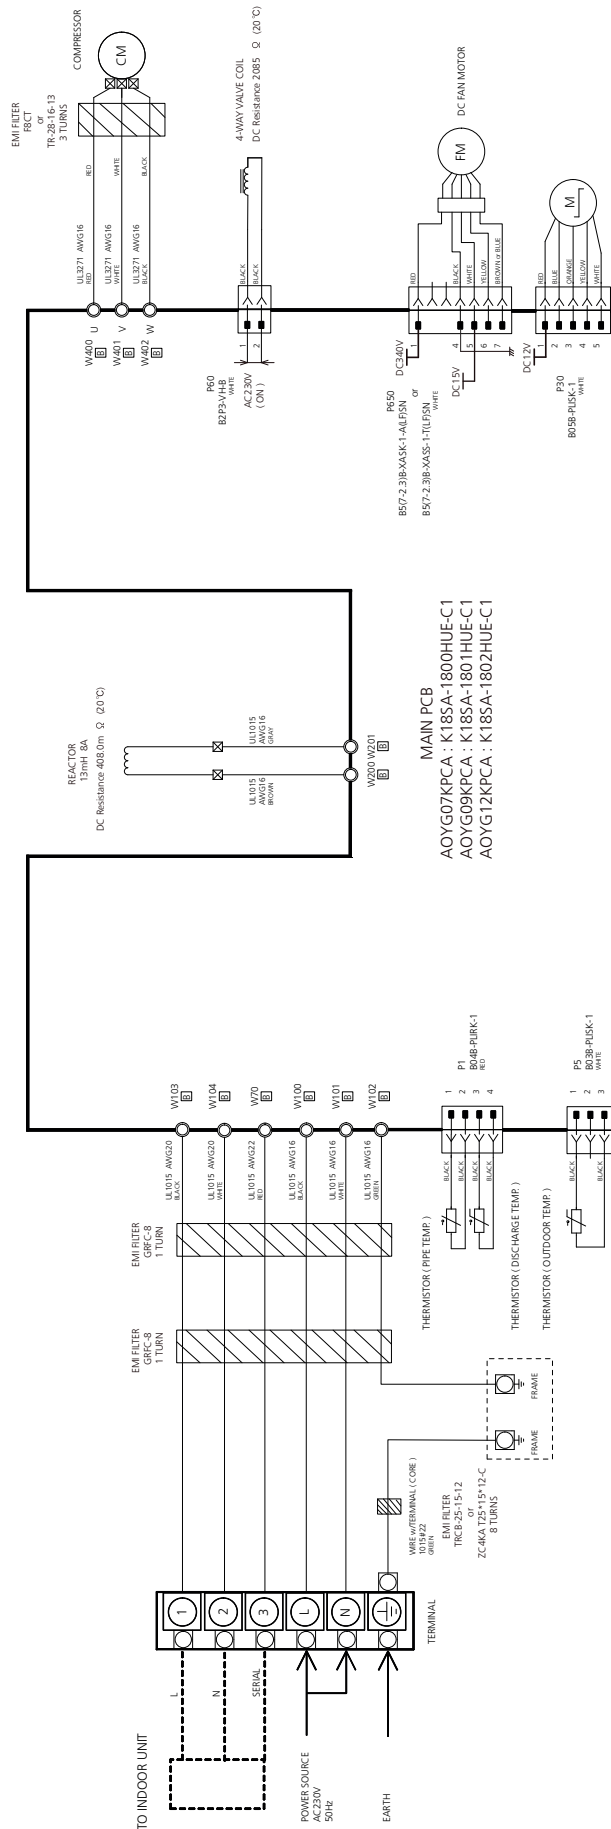 TO INDOOR UNIT
L
N
SERIAL
POWER SOURCE
AC230V
50Hz
EARTH
1
2
3
L
N
TERMINAL
WIRE w/TERMINAL ( CORE )
1015#22
GREEN
EMI FILTER
TRCB-25-15-12
or
ZC4KA T25*15*12-C
8 TURNS
FRAME
FRAME
EMI FILTER
GRFC-8
1 TURN
EMI FILTER
GRFC-8
1 TURN
UL1015 AWG20
BLACK
UL1015 AWG20
WHITE
UL1015 AWG22
RED
UL1015 AWG16
BLACK
UL1015 AWG16
WHITE
UL1015 AWG16
GREEN
W103
B
W104
B
W70
B
W100
B
W101
B
W102
B
THERMISTOR ( PIPE TEMP. )
THERMISTOR ( DISCHARGE TEMP. )
THERMISTOR ( OUTDOOR TEMP. )
BLACK
BLACK
BLACK
BLACK
BLACK
BLACK
1
2
3
4
P1
B04B-PLIRK-1
RED
1
2
3
P5
B03B-PLISK-1
WHITE
REACTOR
13mH 8A
DC Resistance 408.0m Ω (20℃)
UL1015
AWG16
BROWN
UL1015
AWG16
GRAY
W200 W201
B
B
MAIN PCB
AOYG07KPCA : K18SA-1800HUE-C1
AOYG09KPCA : K18SA-1801HUE-C1
AOYG12KPCA : K18SA-1802HUE-C1
W400
B
W401
B
W402
B
U
V
W
UL3271 AWG16
RED
UL3271 AWG16
WHITE
UL3271 AWG16
BLACK
RED
WHITE
BLACK
EMI FILTER
F8CT
or
TR-28-16-13
3 TURNS
COMPRESSOR
CM
P60
B2P3-VH-B
WHITE
AC230V
( ON )
1
2
BLACK
BLACK
4-WAY VALVE COIL
DC Resistance 2085 Ω (20℃)
P650
B5(7-2.3)B-XASK-1-A(LF)SN
or
B5(7-2.3)B-XASS-1-T(LF)SN
WHITE
DC340V
DC15V
1
4
5
6
7
RED
BLACK
WHITE
YELLOW
BROWN or BLUE
DC FAN MOTOR
FM
DC12V
P30
B05B-PLISK-1
WHITE
1
2
3
4
5
RED
BLUE
ORANGE
YELLOW
WHITE
M